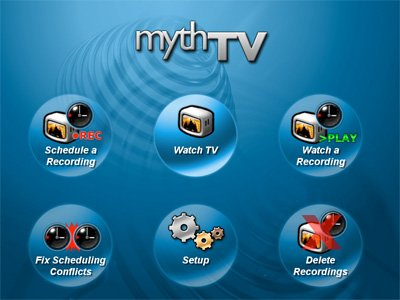 mythTV
REC
>PLAY
Schedule a
Recording
Watch TV
Watch a
Recording
Fix Scheduling
Conflicts
Setup
Delete
Recordings